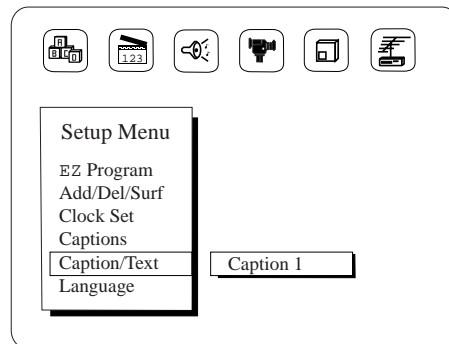 A
B C D
123
Setup Menu
EZ Program
Add/Del/Surf
Clock Set
Captions
Caption/Text Caption 1
Language